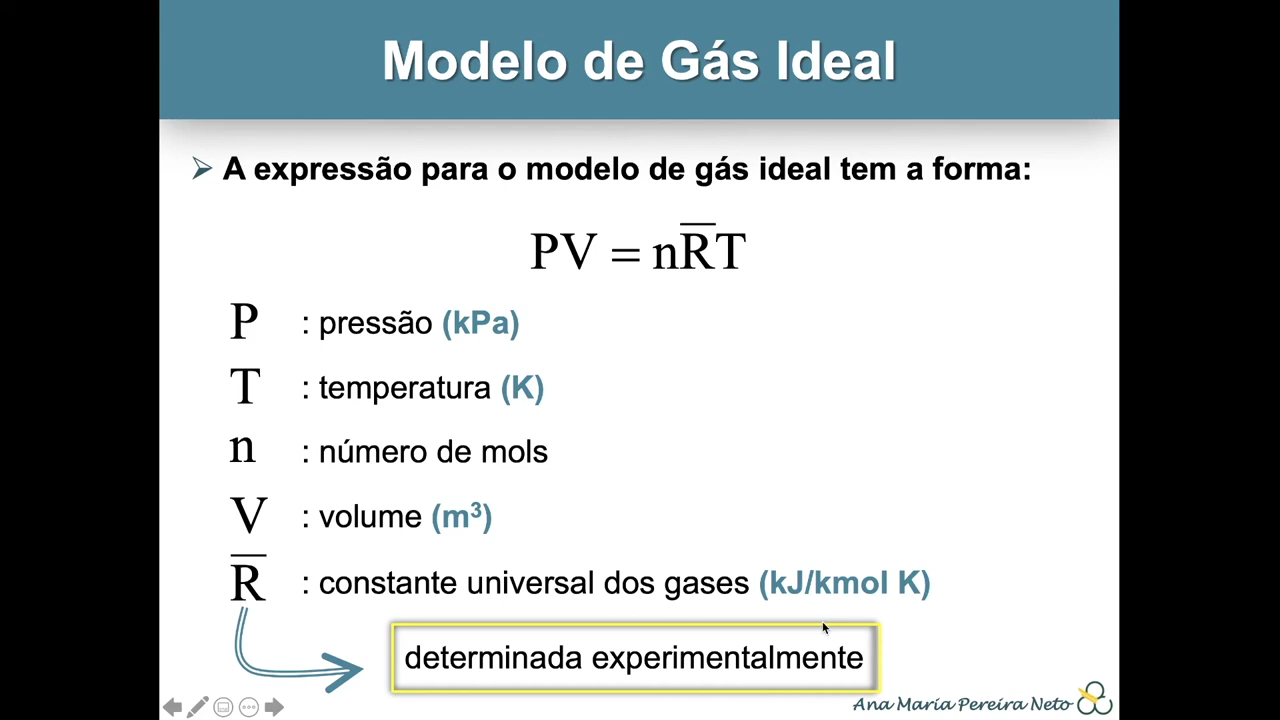 Modelo de Gás Ideal
A expressão para o modelo de gás ideal tem a forma:
PV = nR̅T
P : pressão (kPa)
T : temperatura (K)
n : número de mols
V : volume (m³)
R̅ : constante universal dos gases (kJ/kmol K)
determinada experimentalmente
Ana Maria Pereira Neto